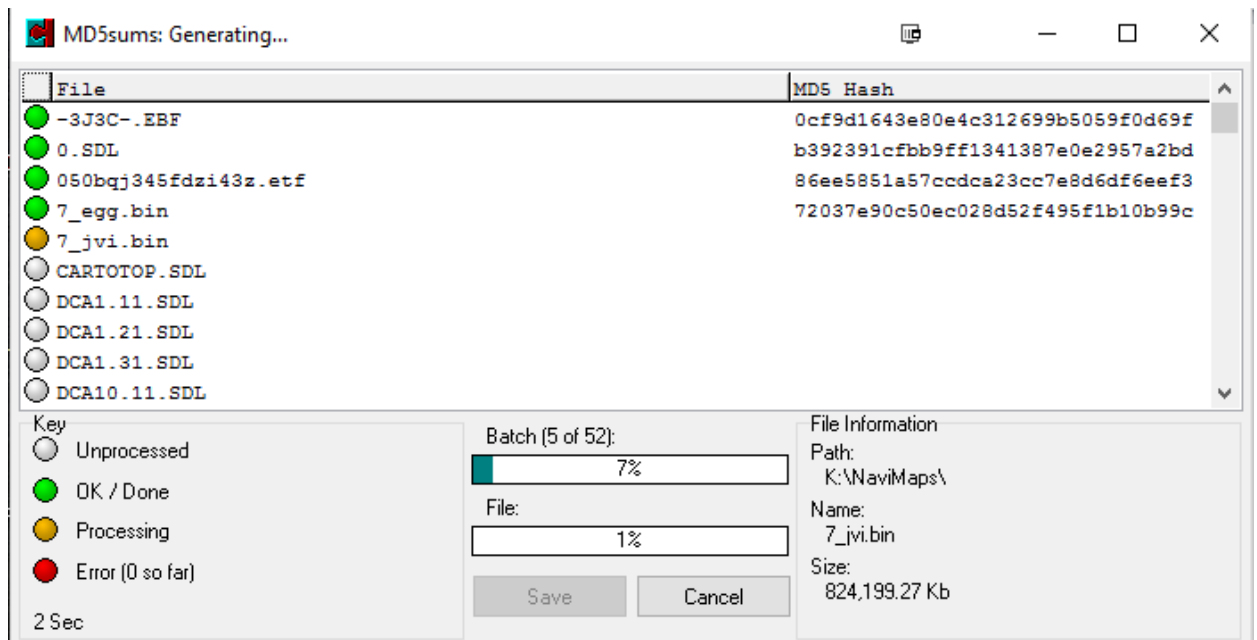 MD5sums: Generating...
File MD5 Hash
-3J3C-.EBF 0cf9d1643e80e4c312699b5059f0d69f
0.SDL b392391cfbb9ff1341387e0e2957a2bd
050bqj345fdzi43z.etf 86ee5851a57ccdca23cc7e8d6df6eef3
7_egg.bin 72037e90c50ec028d52f495f1b10b99c
7_jvi.bin
CARTOTOP.SDL
DCA1.11.SDL
DCA1.21.SDL
DCA1.31.SDL
DCA10.11.SDL
Key
Unprocessed
OK / Done
Processing
Error (0 so far)
2 Sec
Batch (5 of 52):
7%
File:
1%
Save Cancel
File Information
Path:
K:\NaviMaps\
Name:
7_jvi.bin
Size:
824,199.27 Kb